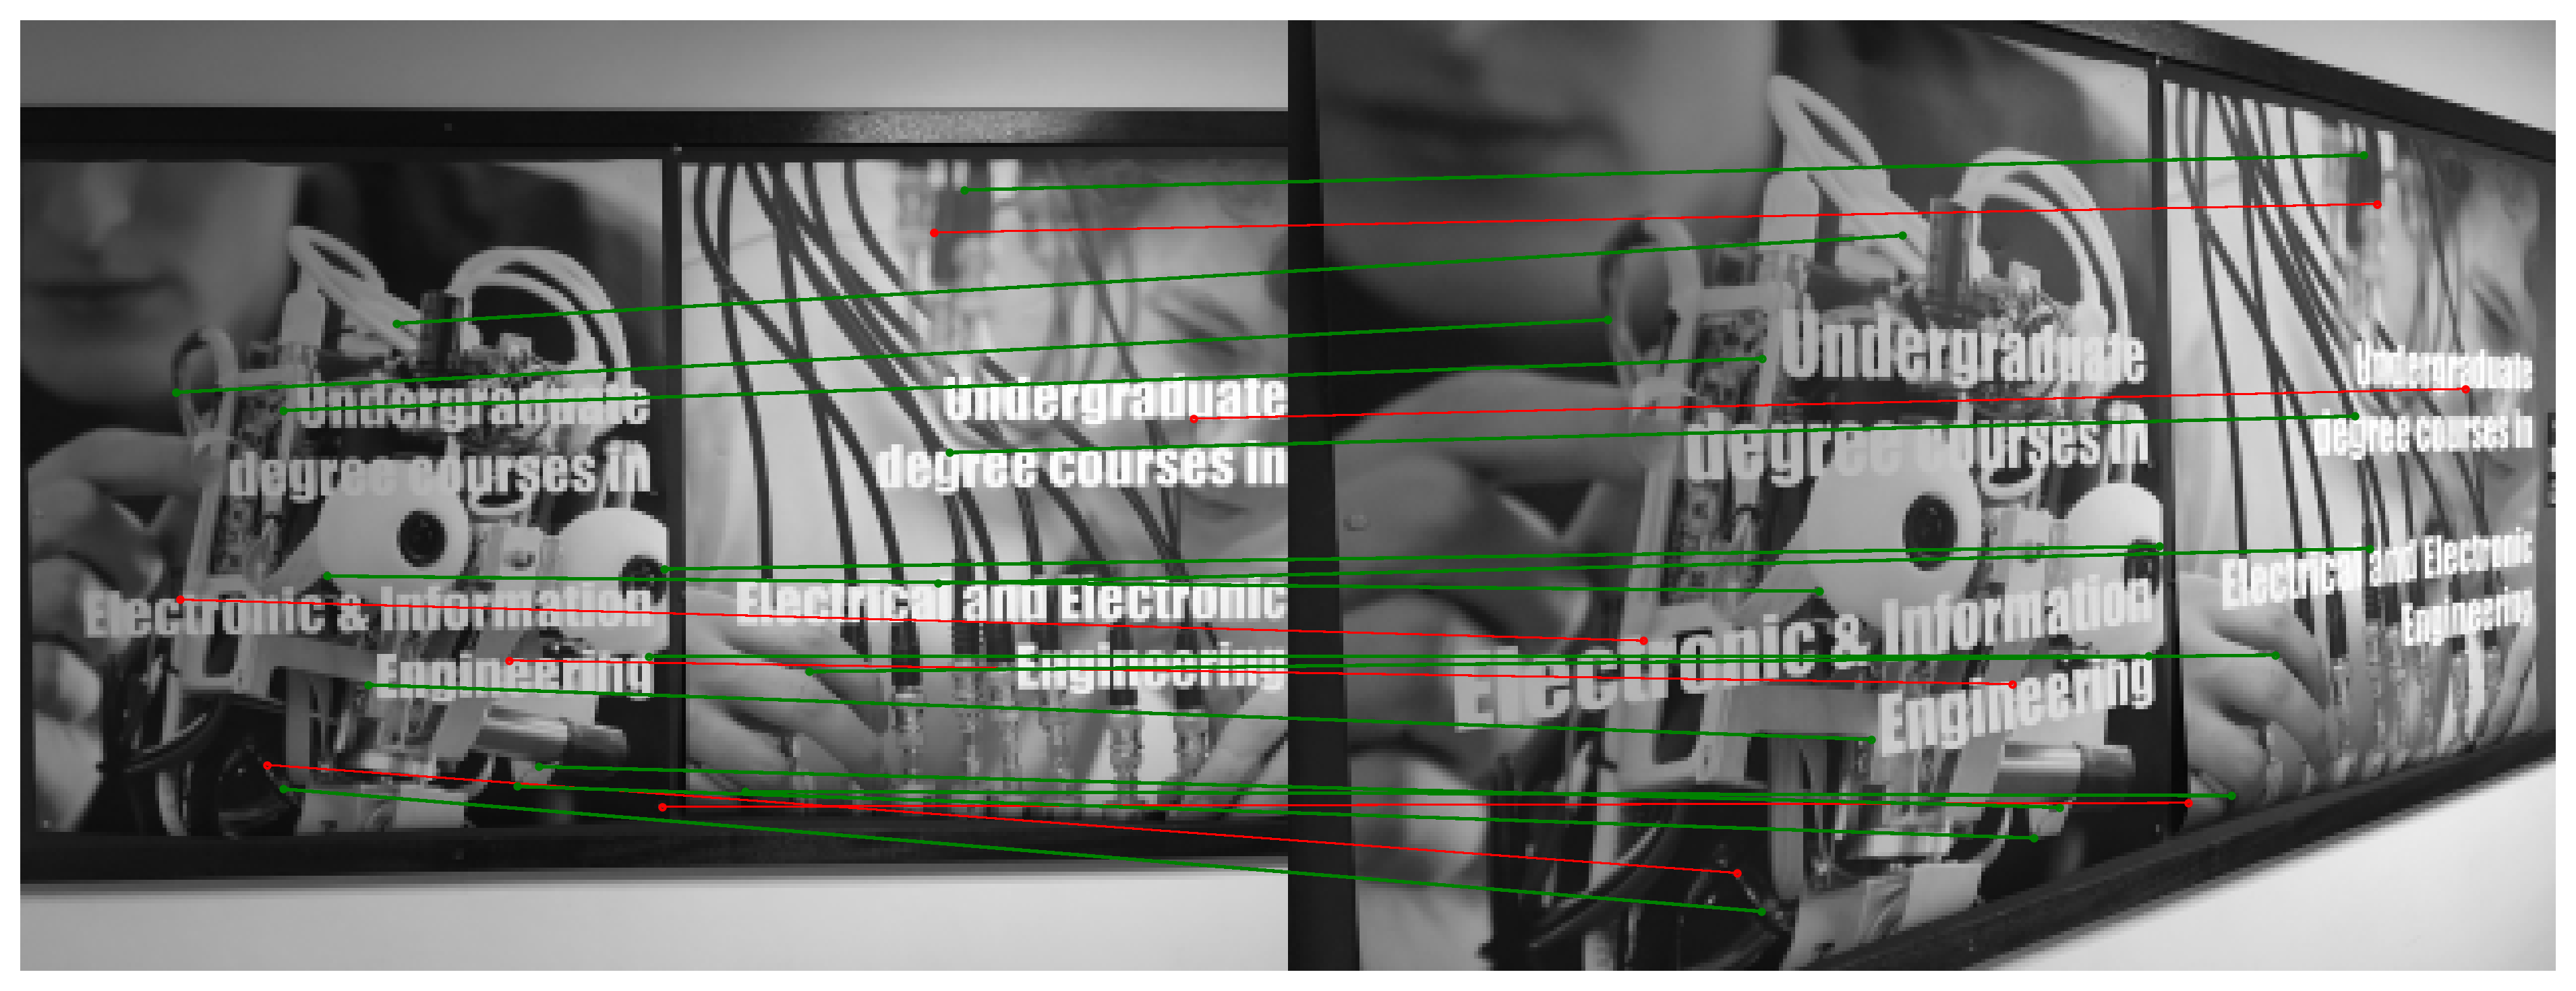 Undergraduate
degree courses in
Electronic & Information
Engineering
Undergraduate
degree courses in
Electrical and Electronic
Engineering
Undergraduate
degree courses in
Electronic & Information
Engineering
Undergraduate
degree courses in
Electrical and Electronic
Engineering